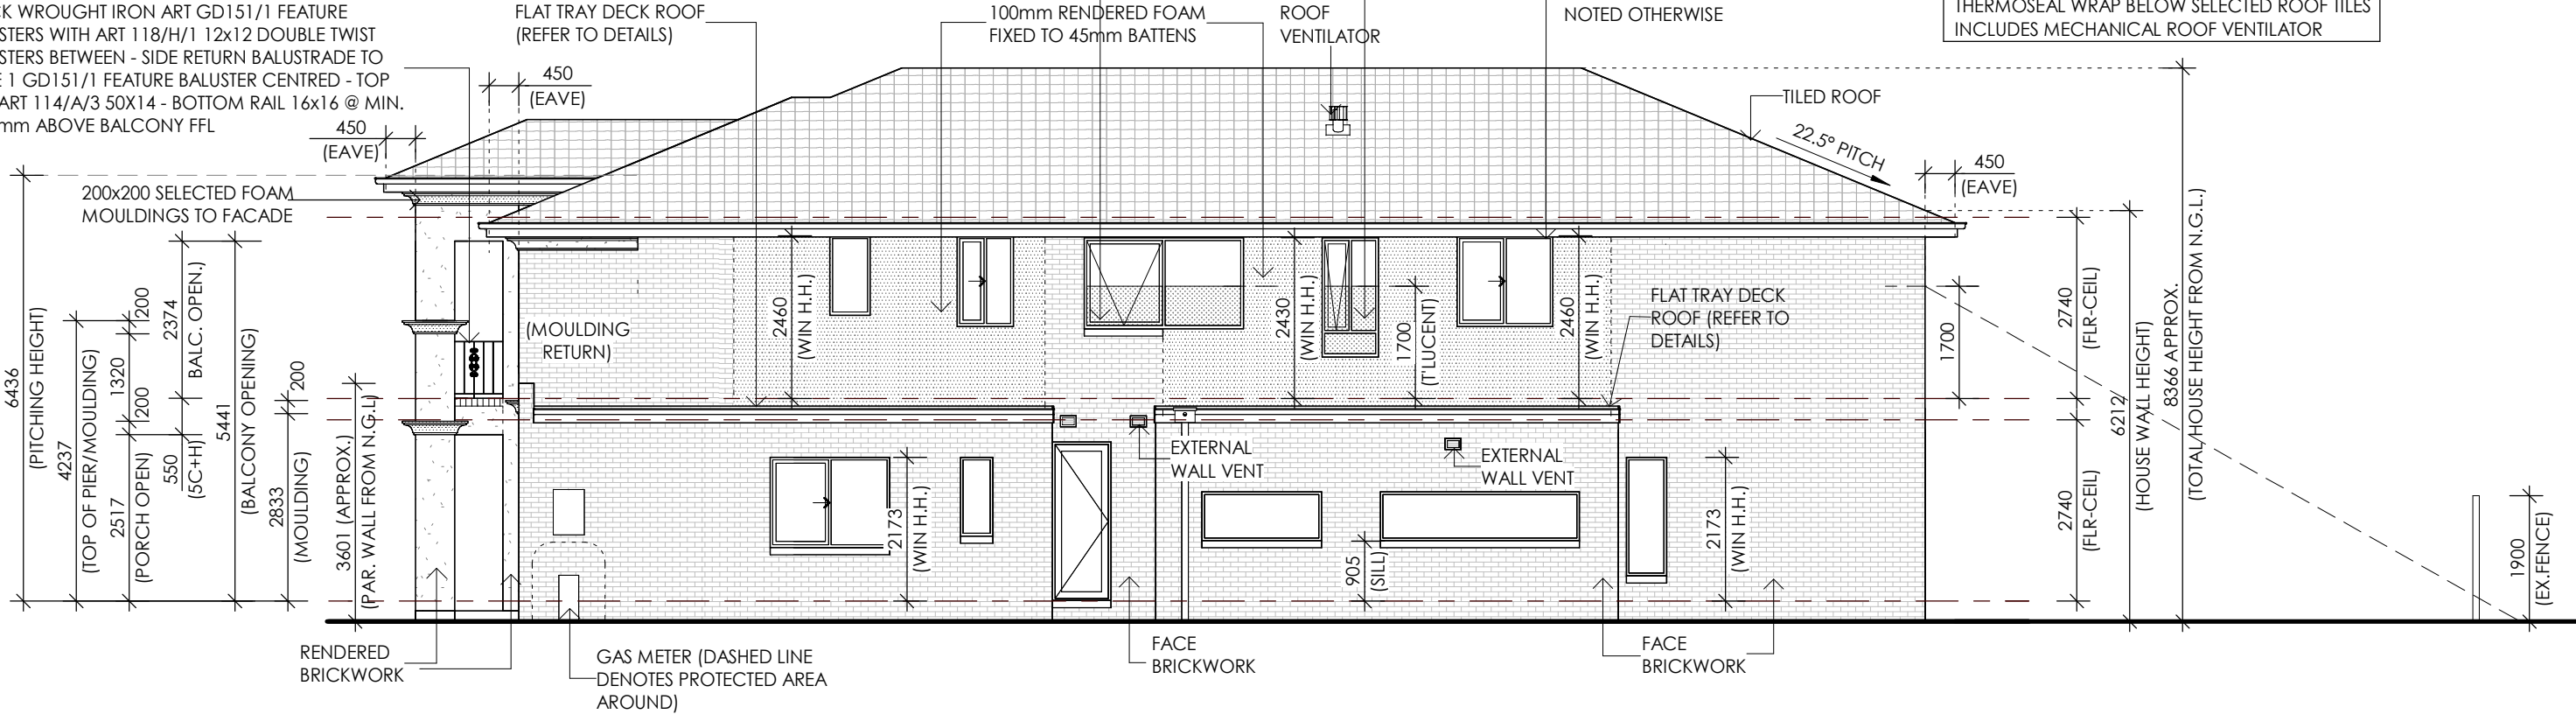 WROUGHT IRON ART GD151/1 FEATURE
WITH ART 118/H/1 12x12 DOUBLE TWIST
BETWEEN - SIDE RETURN BALUSTRADE TO
1 GD151/1 FEATURE BALUSTER CENTRED - TOP
ART 114/A/3 50X14 - BOTTOM RAIL 16x16 @ MIN.
mm ABOVE BALCONY FFL
FLAT TRAY DECK ROOF
(REFER TO DETAILS)
100mm RENDERED FOAM
FIXED TO 45mm BATTENS
ROOF
VENTILATOR
NOTED OTHERWISE
THERMOSEAL WRAP BELOW SELECTED ROOF TILES
INCLUDES MECHANICAL ROOF VENTILATOR
450
(EAVE)
450
(EAVE)
TILED ROOF
22.5° PITCH
450
(EAVE)
200x200 SELECTED FOAM
MOULDINGS TO FACADE
6436
(PITCHING HEIGHT)
4237
(TOP OF PIER/MOULDING)
200
1320
200
2517
(PORCH OPEN)
2374
BALC. OPEN.)
550
(5C+H)
5441
(BALCONY OPENING)
200
2833
(MOULDING)
3601 (APPROX.)
(PAR. WALL FROM N.G.L)
(MOULDING
RETURN)
2460
(WIN H.H.)
2430
(WIN H.H.)
1700
(T'LUCENT)
2460
(WIN H.H.)
FLAT TRAY DECK
ROOF (REFER TO
DETAILS)
1700
2740
(FLR-CEIL)
2740
(FLR-CEIL)
6212
(HOUSE WALL HEIGHT)
8366 APPROX.
(TOTAL HOUSE HEIGHT FROM N.G.L.)
1900
(EX.FENCE)
EXTERNAL
WALL VENT
EXTERNAL
WALL VENT
2173
(WIN H.H.)
905
(SILL)
2173
(WIN H.H.)
RENDERED
BRICKWORK
GAS METER (DASHED LINE
DENOTES PROTECTED AREA
AROUND)
FACE
BRICKWORK
FACE
BRICKWORK